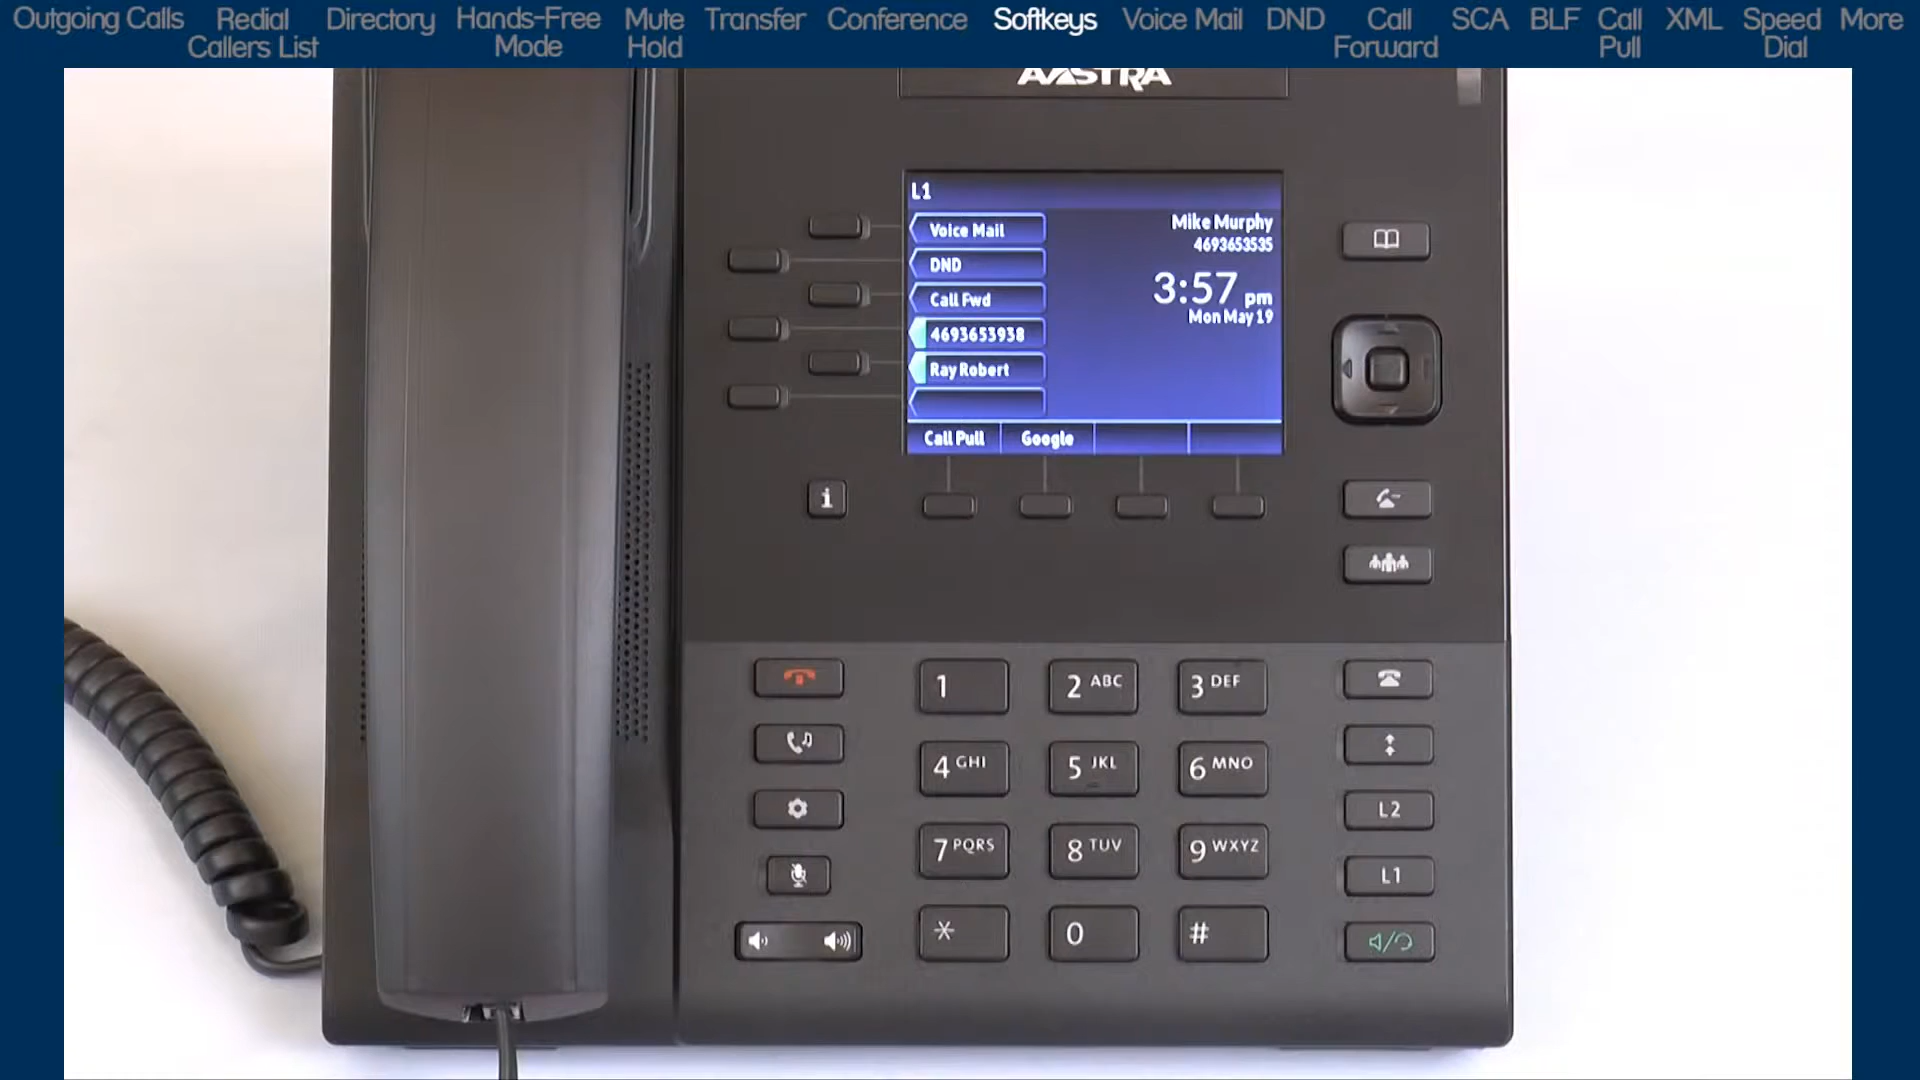 Outgoing Calls
Redial
Callers List
Directory
Hands-Free
Mode
Mute
Hold
Transfer
Conference
Softkeys
Voice Mail
DND
Call
Forward
SCA
BLF
Call
Pull
XML
Speed
Dial
More
AASTRA
L1
Voice Mail
DND
Call Fwd
4693653938
Ray Robert
Mike Murphy
4693653535
3:57 pm
Mon May 19
Call Pull
Google
i
1
2 ABC
3 DEF
4 GHI
5 JKL
6 MNO
7 PQRS
8 TUV
9 WXYZ
*
0
#
L2
L1